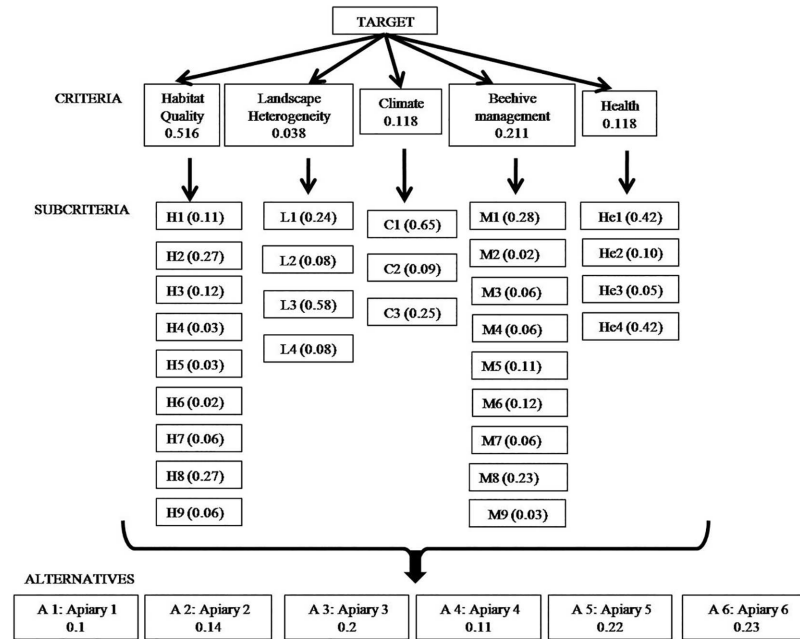 TARGET
CRITERIA
Habitat
Quality
0.516
Landscape
Heterogeneity
0.038
Climate
0.118
Beehive
management
0.211
Health
0.118
SUBCRITERIA
H1 (0.11)
H2 (0.27)
H3 (0.12)
H4 (0.03)
H5 (0.03)
H6 (0.02)
H7 (0.06)
H8 (0.27)
H9 (0.06)
L1 (0.24)
L2 (0.08)
L3 (0.58)
L4 (0.08)
C1 (0.65)
C2 (0.09)
C3 (0.25)
M1 (0.28)
M2 (0.02)
M3 (0.06)
M4 (0.06)
M5 (0.11)
M6 (0.12)
M7 (0.06)
M8 (0.23)
M9 (0.03)
He1 (0.42)
He2 (0.10)
He3 (0.05)
He4 (0.42)
ALTERNATIVES
A 1: Apiary 1
0.1
A 2: Apiary 2
0.14
A 3: Apiary 3
0.2
A 4: Apiary 4
0.11
A 5: Apiary 5
0.22
A 6: Apiary 6
0.23